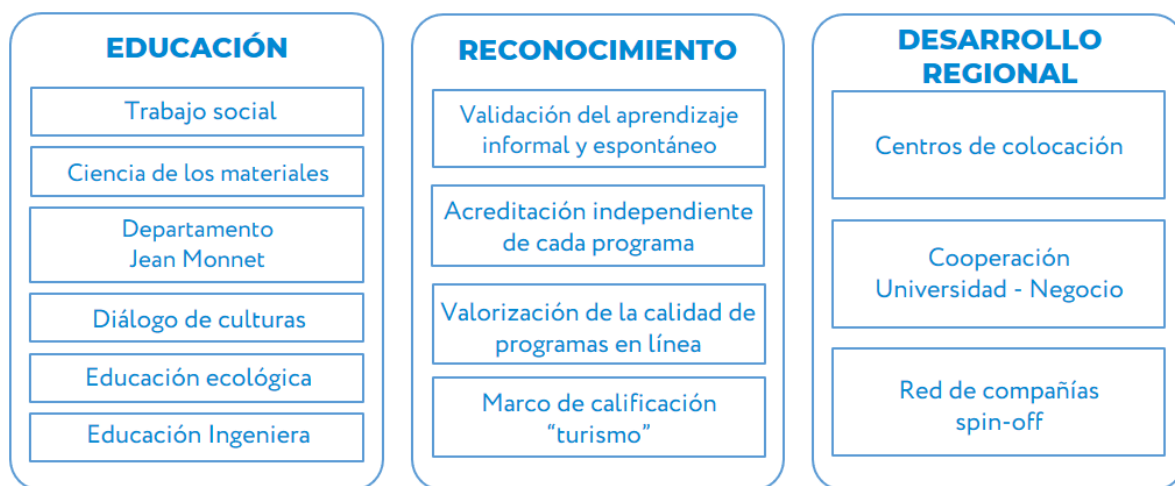 EDUCACIÓN
Trabajo social
Ciencia de los materiales
Departamento
Jean Monnet
Diálogo de culturas
Educación ecológica
Educación Ingeniera
RECONOCIMIENTO
Validación del aprendizaje
informal y espontáneo
Acreditación independiente
de cada programa
Valorización de la calidad de
programas en línea
Marco de calificación
“turismo”
DESARROLLO
REGIONAL
Centros de colocación
Cooperación
Universidad - Negocio
Red de compañías
spin-off